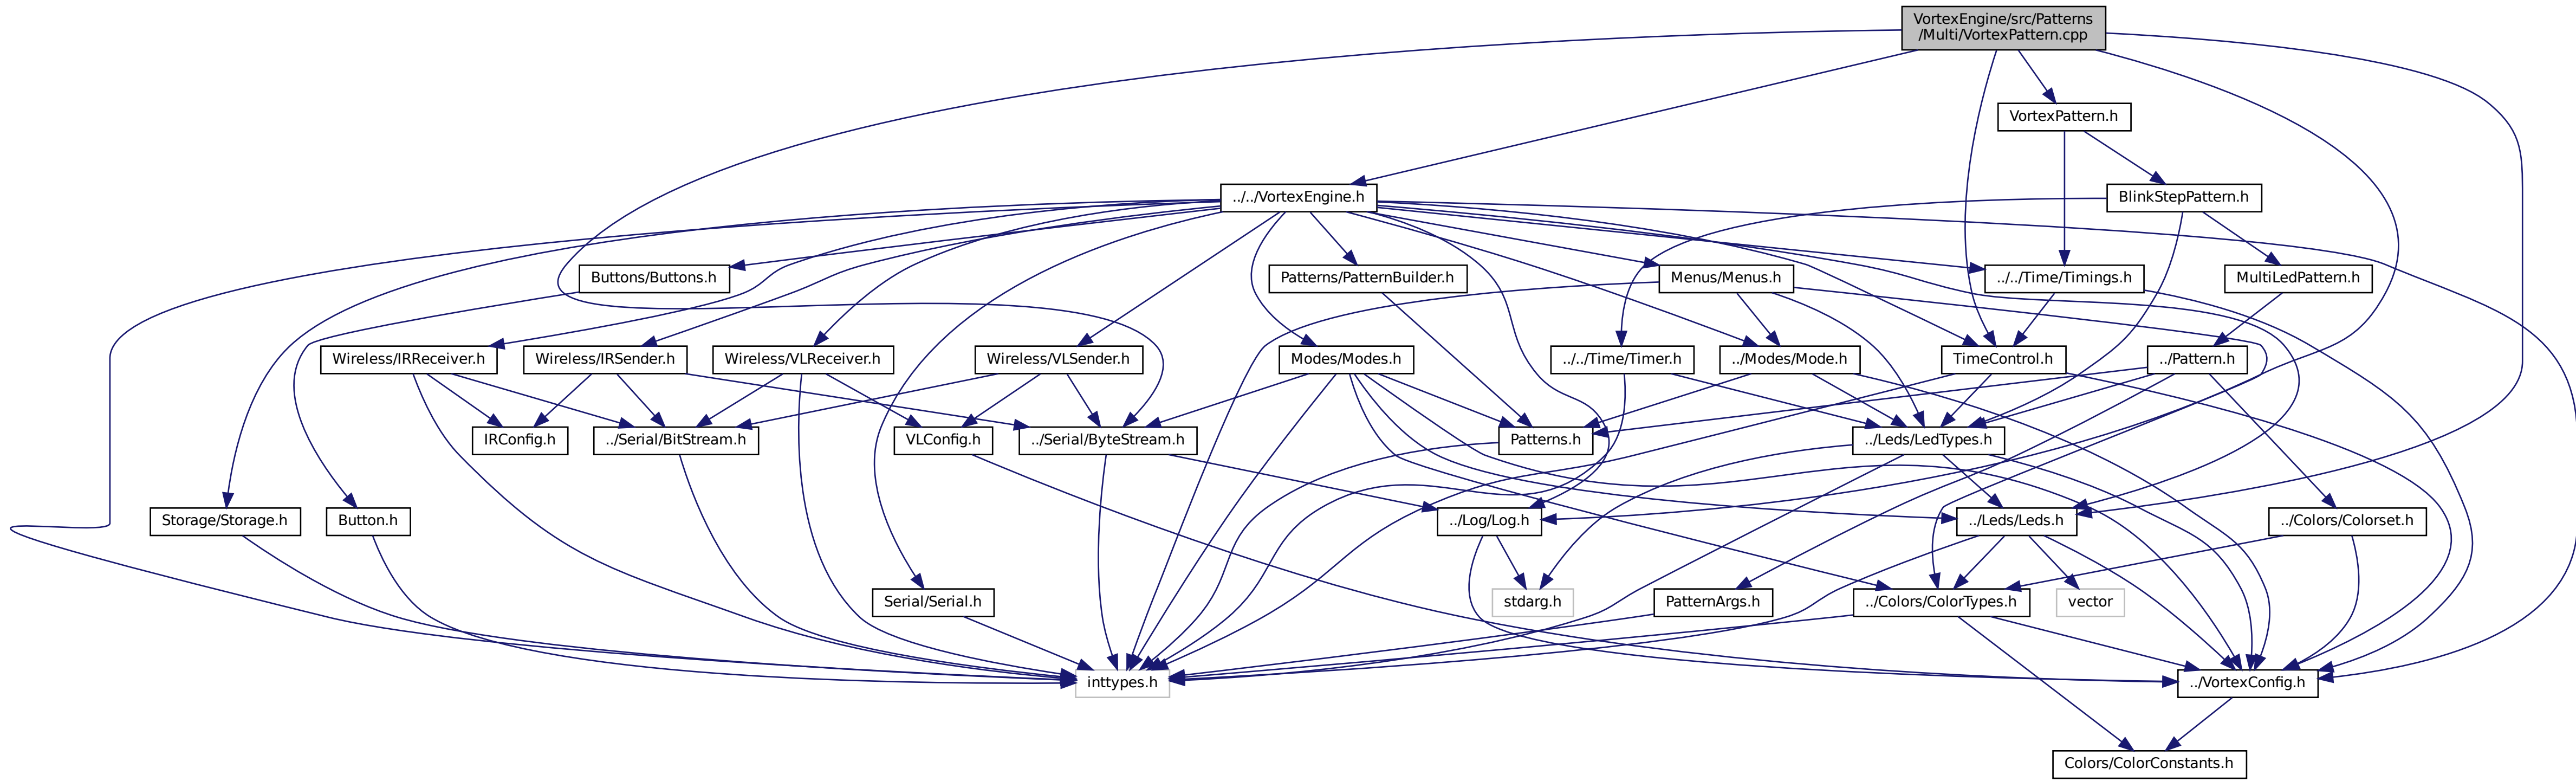 VortexEngine/src/Patterns
/Multi/VortexPattern.cpp
VortexPattern.h
../../VortexEngine.h
BlinkStepPattern.h
Buttons/Buttons.h
Patterns/PatternBuilder.h
Menus/Menus.h
../../Time/Timings.h
MultiLedPattern.h
Wireless/IRReceiver.h
Wireless/IRSender.h
Wireless/VLReceiver.h
Wireless/VLSender.h
Modes/Modes.h
../../Time/Timer.h
../Modes/Mode.h
TimeControl.h
../Pattern.h
IRConfig.h
../Serial/BitStream.h
VLConfig.h
../Serial/ByteStream.h
Patterns.h
../Leds/LedTypes.h
Storage/Storage.h
Button.h
../Log/Log.h
../Leds/Leds.h
../Colors/Colorset.h
Serial/Serial.h
stdarg.h
PatternArgs.h
../Colors/ColorTypes.h
vector
inttypes.h
../VortexConfig.h
Colors/ColorConstants.h